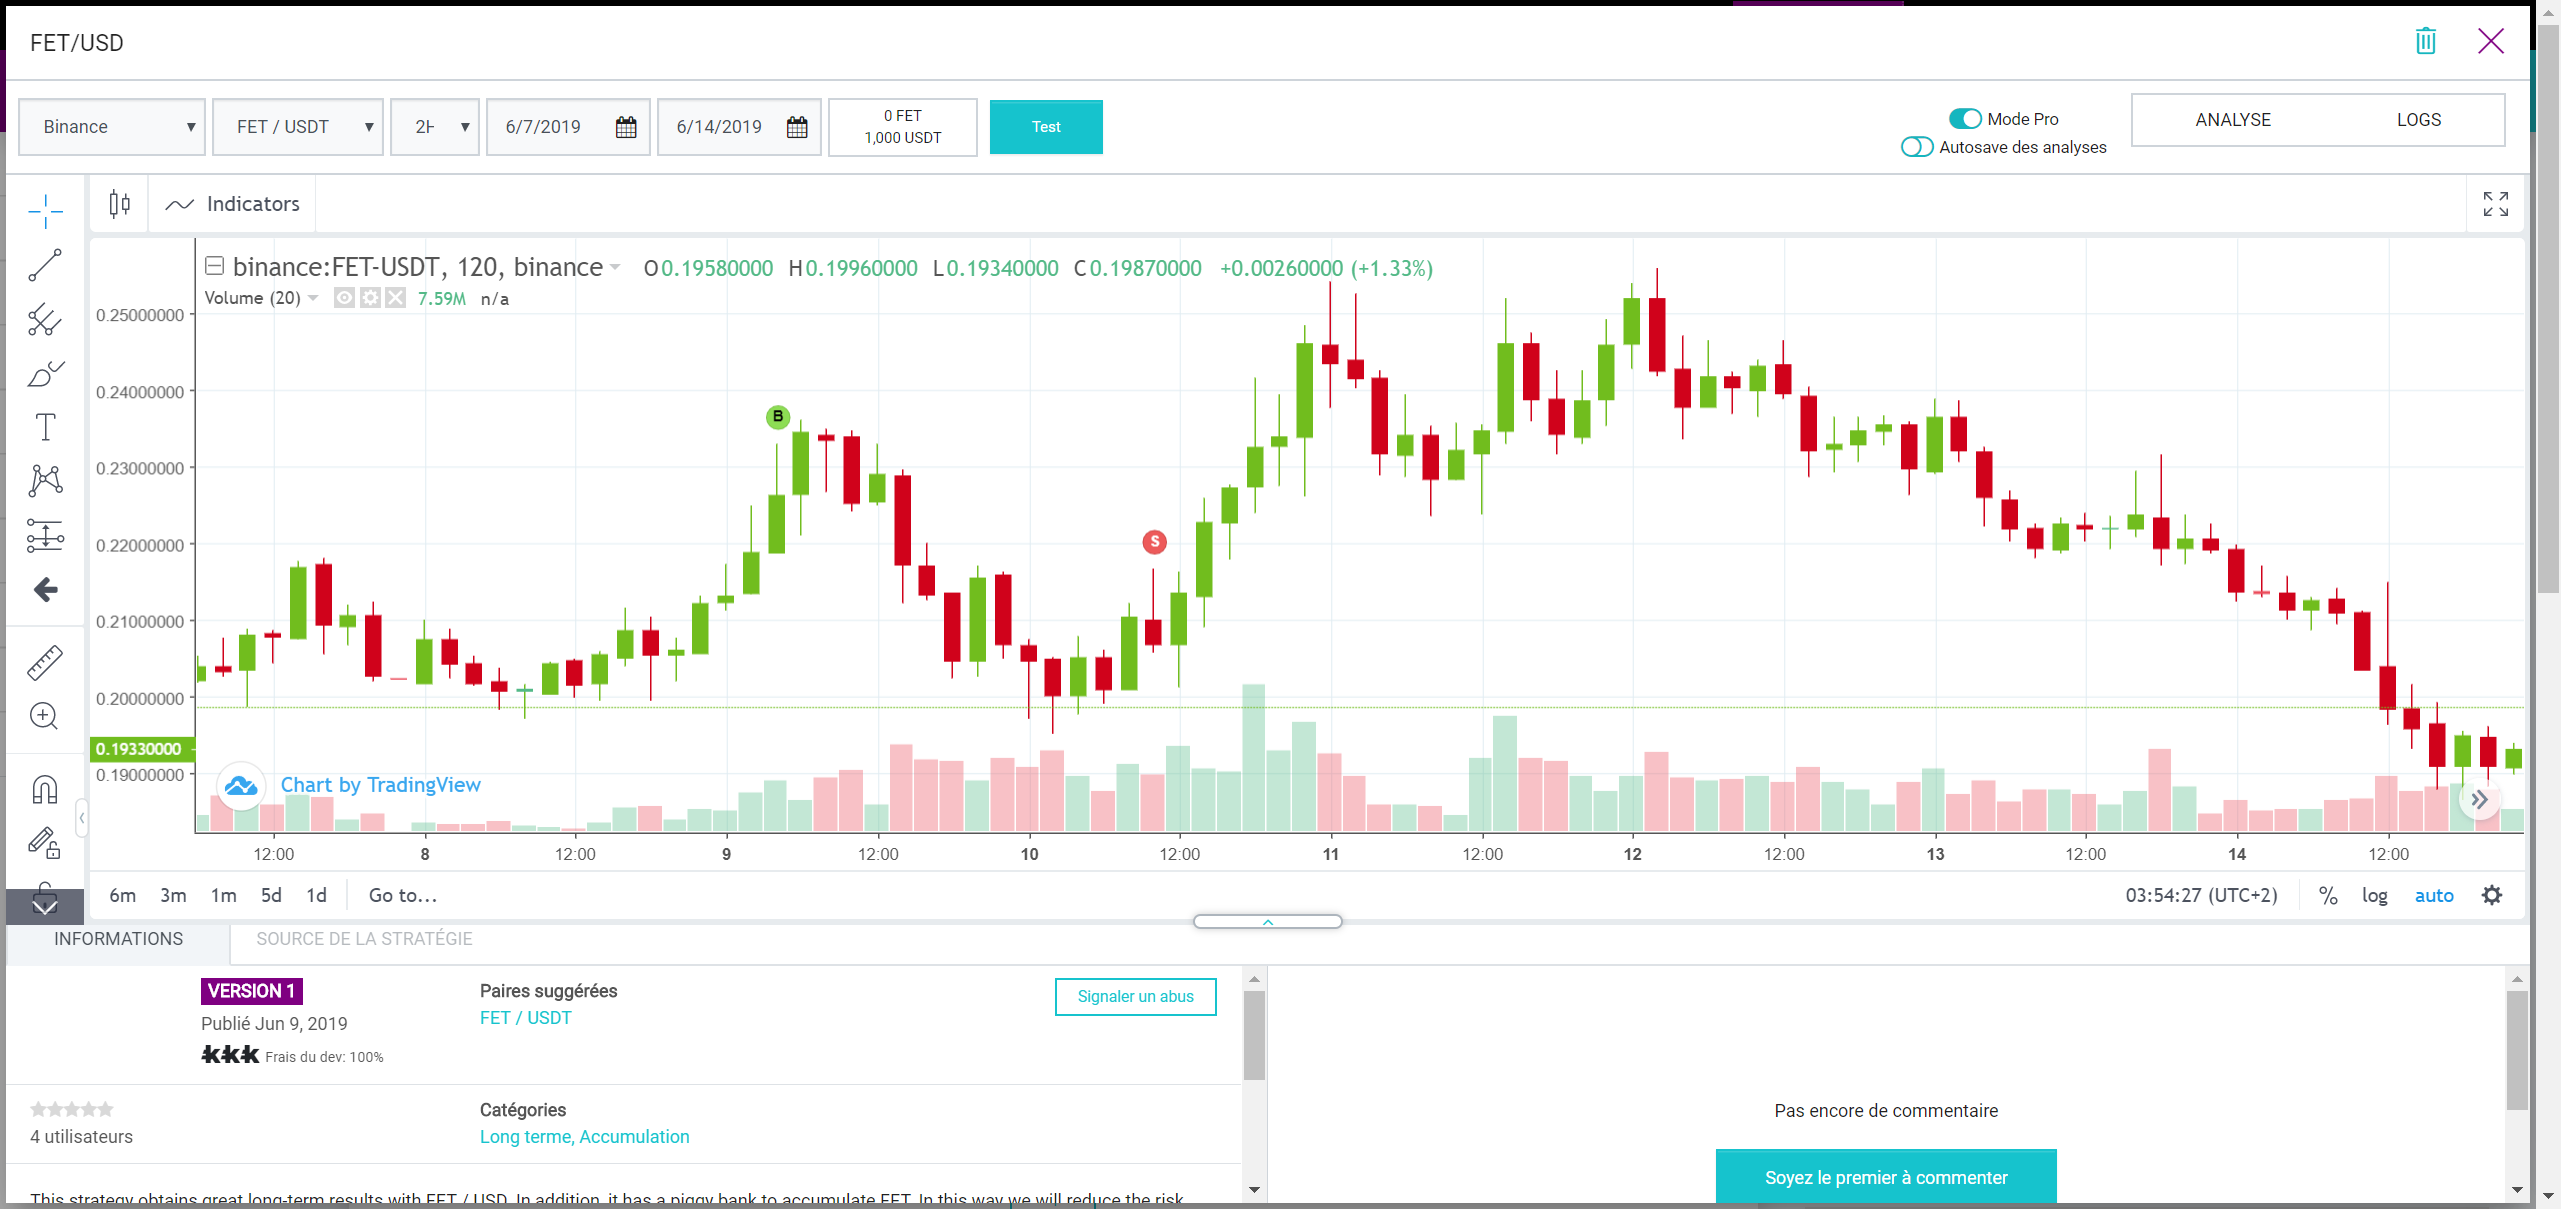 FET/USD
Binance
FET / USDT
2H
6/7/2019
6/14/2019
0 FET
1,000 USDT
Test
Mode Pro
Autosave des analyses
ANALYSE
LOGS
Indicators
binance:FET-USDT, 120, binance
O0.19580000 H0.19960000 L0.19340000 C0.19870000 +0.00260000 (+1.33%)
Volume (20) 7.59M n/a
0.25000000
0.24000000
B
0.23000000
0.22000000
S
0.21000000
0.20000000
0.19330000
0.19000000
Chart by TradingView
12:00 8 12:00 9 12:00 10 12:00 11 12:00 12 12:00 13 12:00 14 12:00
6m 3m 1m 5d 1d Go to...
03:54:27 (UTC+2) % log auto
INFORMATIONS
SOURCE DE LA STRATÉGIE
VERSION 1
Publié Jun 9, 2019
Frais du dev: 100%
Paires suggérées
FET / USDT
Signaler un abus
4 utilisateurs
Catégories
Long terme, Accumulation
This strategy obtains great long-term results with FET / USD. In addition, it has a piggy bank to accumulate FET. In this way we will reduce the risk
Pas encore de commentaire
Soyez le premier à commenter